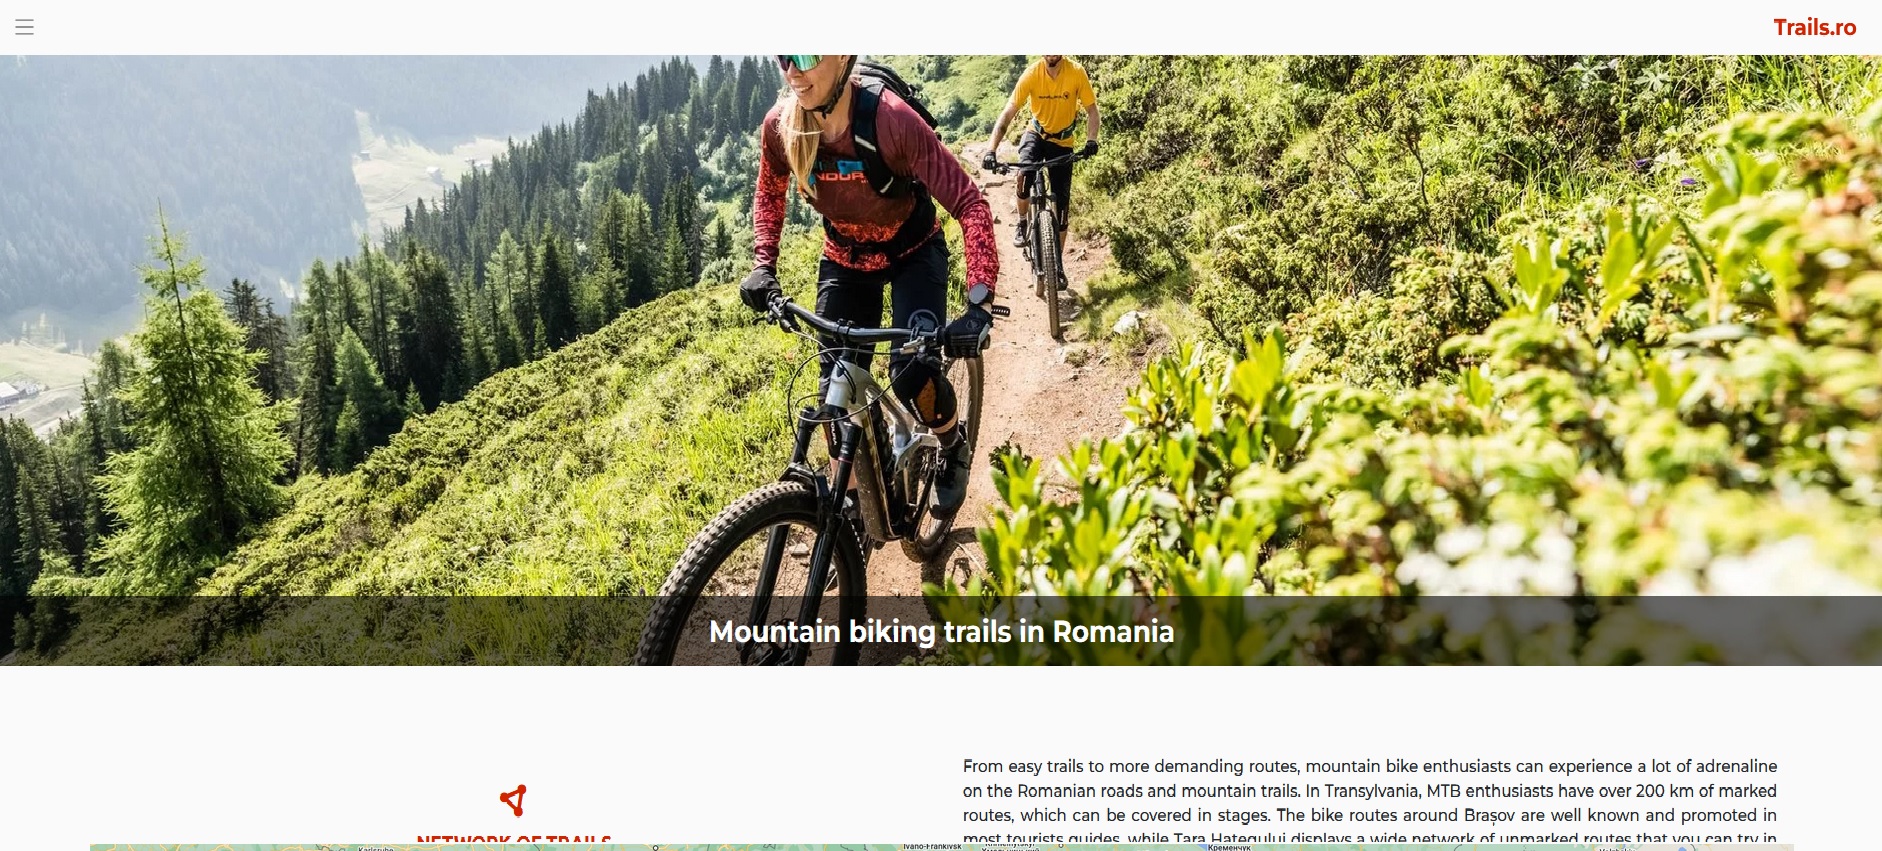 Trails.ro
Mountain biking trails in Romania
NETWORK OF TRAILS
From easy trails to more demanding routes, mountain bike enthusiasts can experience a lot of adrenaline
on the Romanian roads and mountain trails. In Transylvania, MTB enthusiasts have over 200 km of marked
routes, which can be covered in stages. The bike routes around Brașov are well known and promoted in
most tourists guides, while Țara Hațegului displays a wide network of unmarked routes that you can try in
Karlsruhe
Ivano-Frankivsk
Кременчук